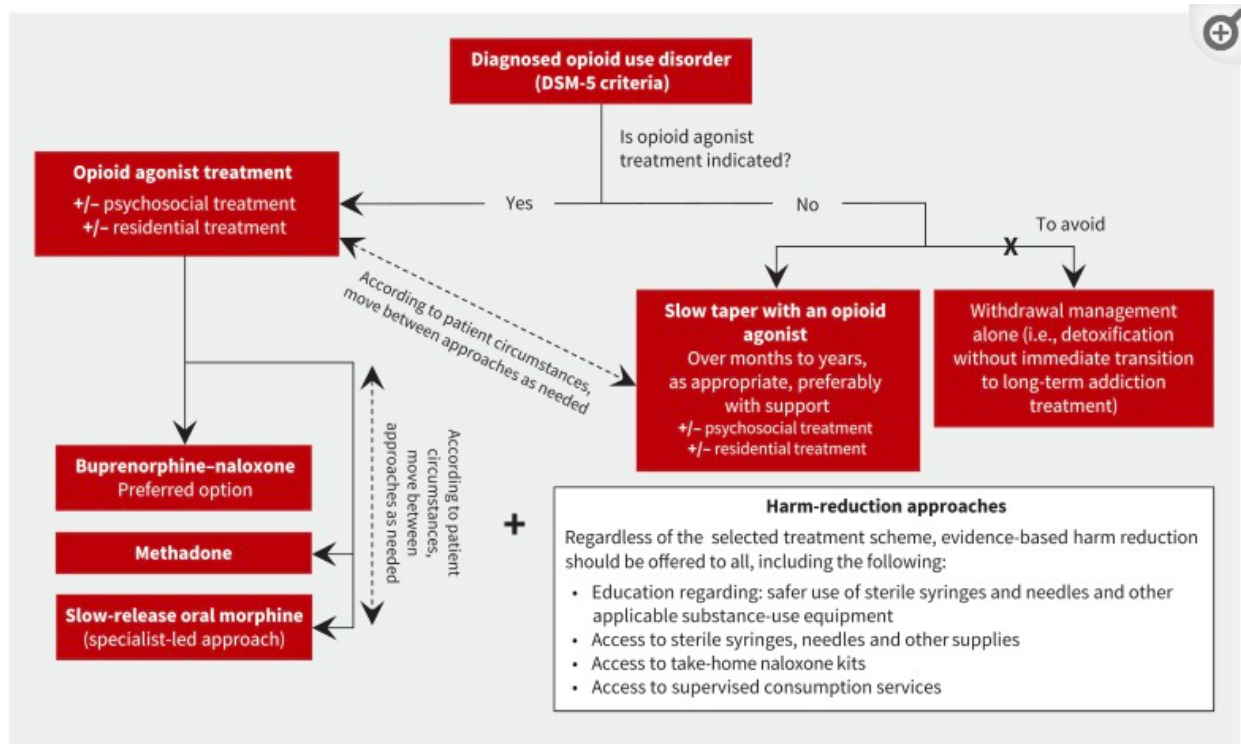 Diagnosed opioid use disorder
(DSM-5 criteria)
Is opioid agonist
treatment indicated?
Yes
No
To avoid
X
Opioid agonist treatment
+/– psychosocial treatment
+/– residential treatment
According to patient circumstances,
move between approaches as needed
Slow taper with an opioid
agonist
Over months to years,
as appropriate, preferably
with support
+/– psychosocial treatment
+/– residential treatment
Withdrawal management
alone (i.e., detoxification
without immediate transition
to long-term addiction
treatment)
Buprenorphine–naloxone
Preferred option
Methadone
Slow-release oral morphine
(specialist-led approach)
According to patient
circumstances,
move between
approaches as needed
+
Harm-reduction approaches
Regardless of the selected treatment scheme, evidence-based harm reduction
should be offered to all, including the following:
• Education regarding: safer use of sterile syringes and needles and other
applicable substance-use equipment
• Access to sterile syringes, needles and other supplies
• Access to take-home naloxone kits
• Access to supervised consumption services